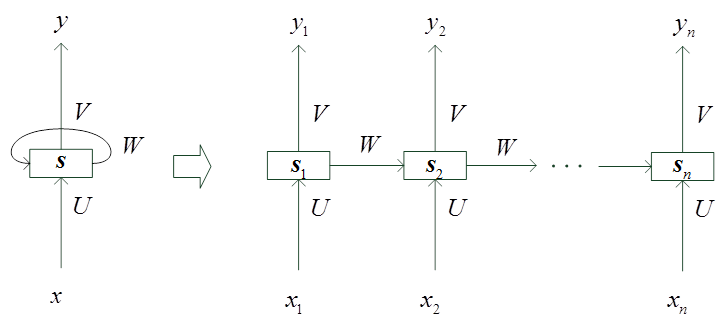 y y₁ y₂ yₙ
V V V V
W W W
s s₁ s₂ · · · sₙ
U U U U
x x₁ x₂ xₙ